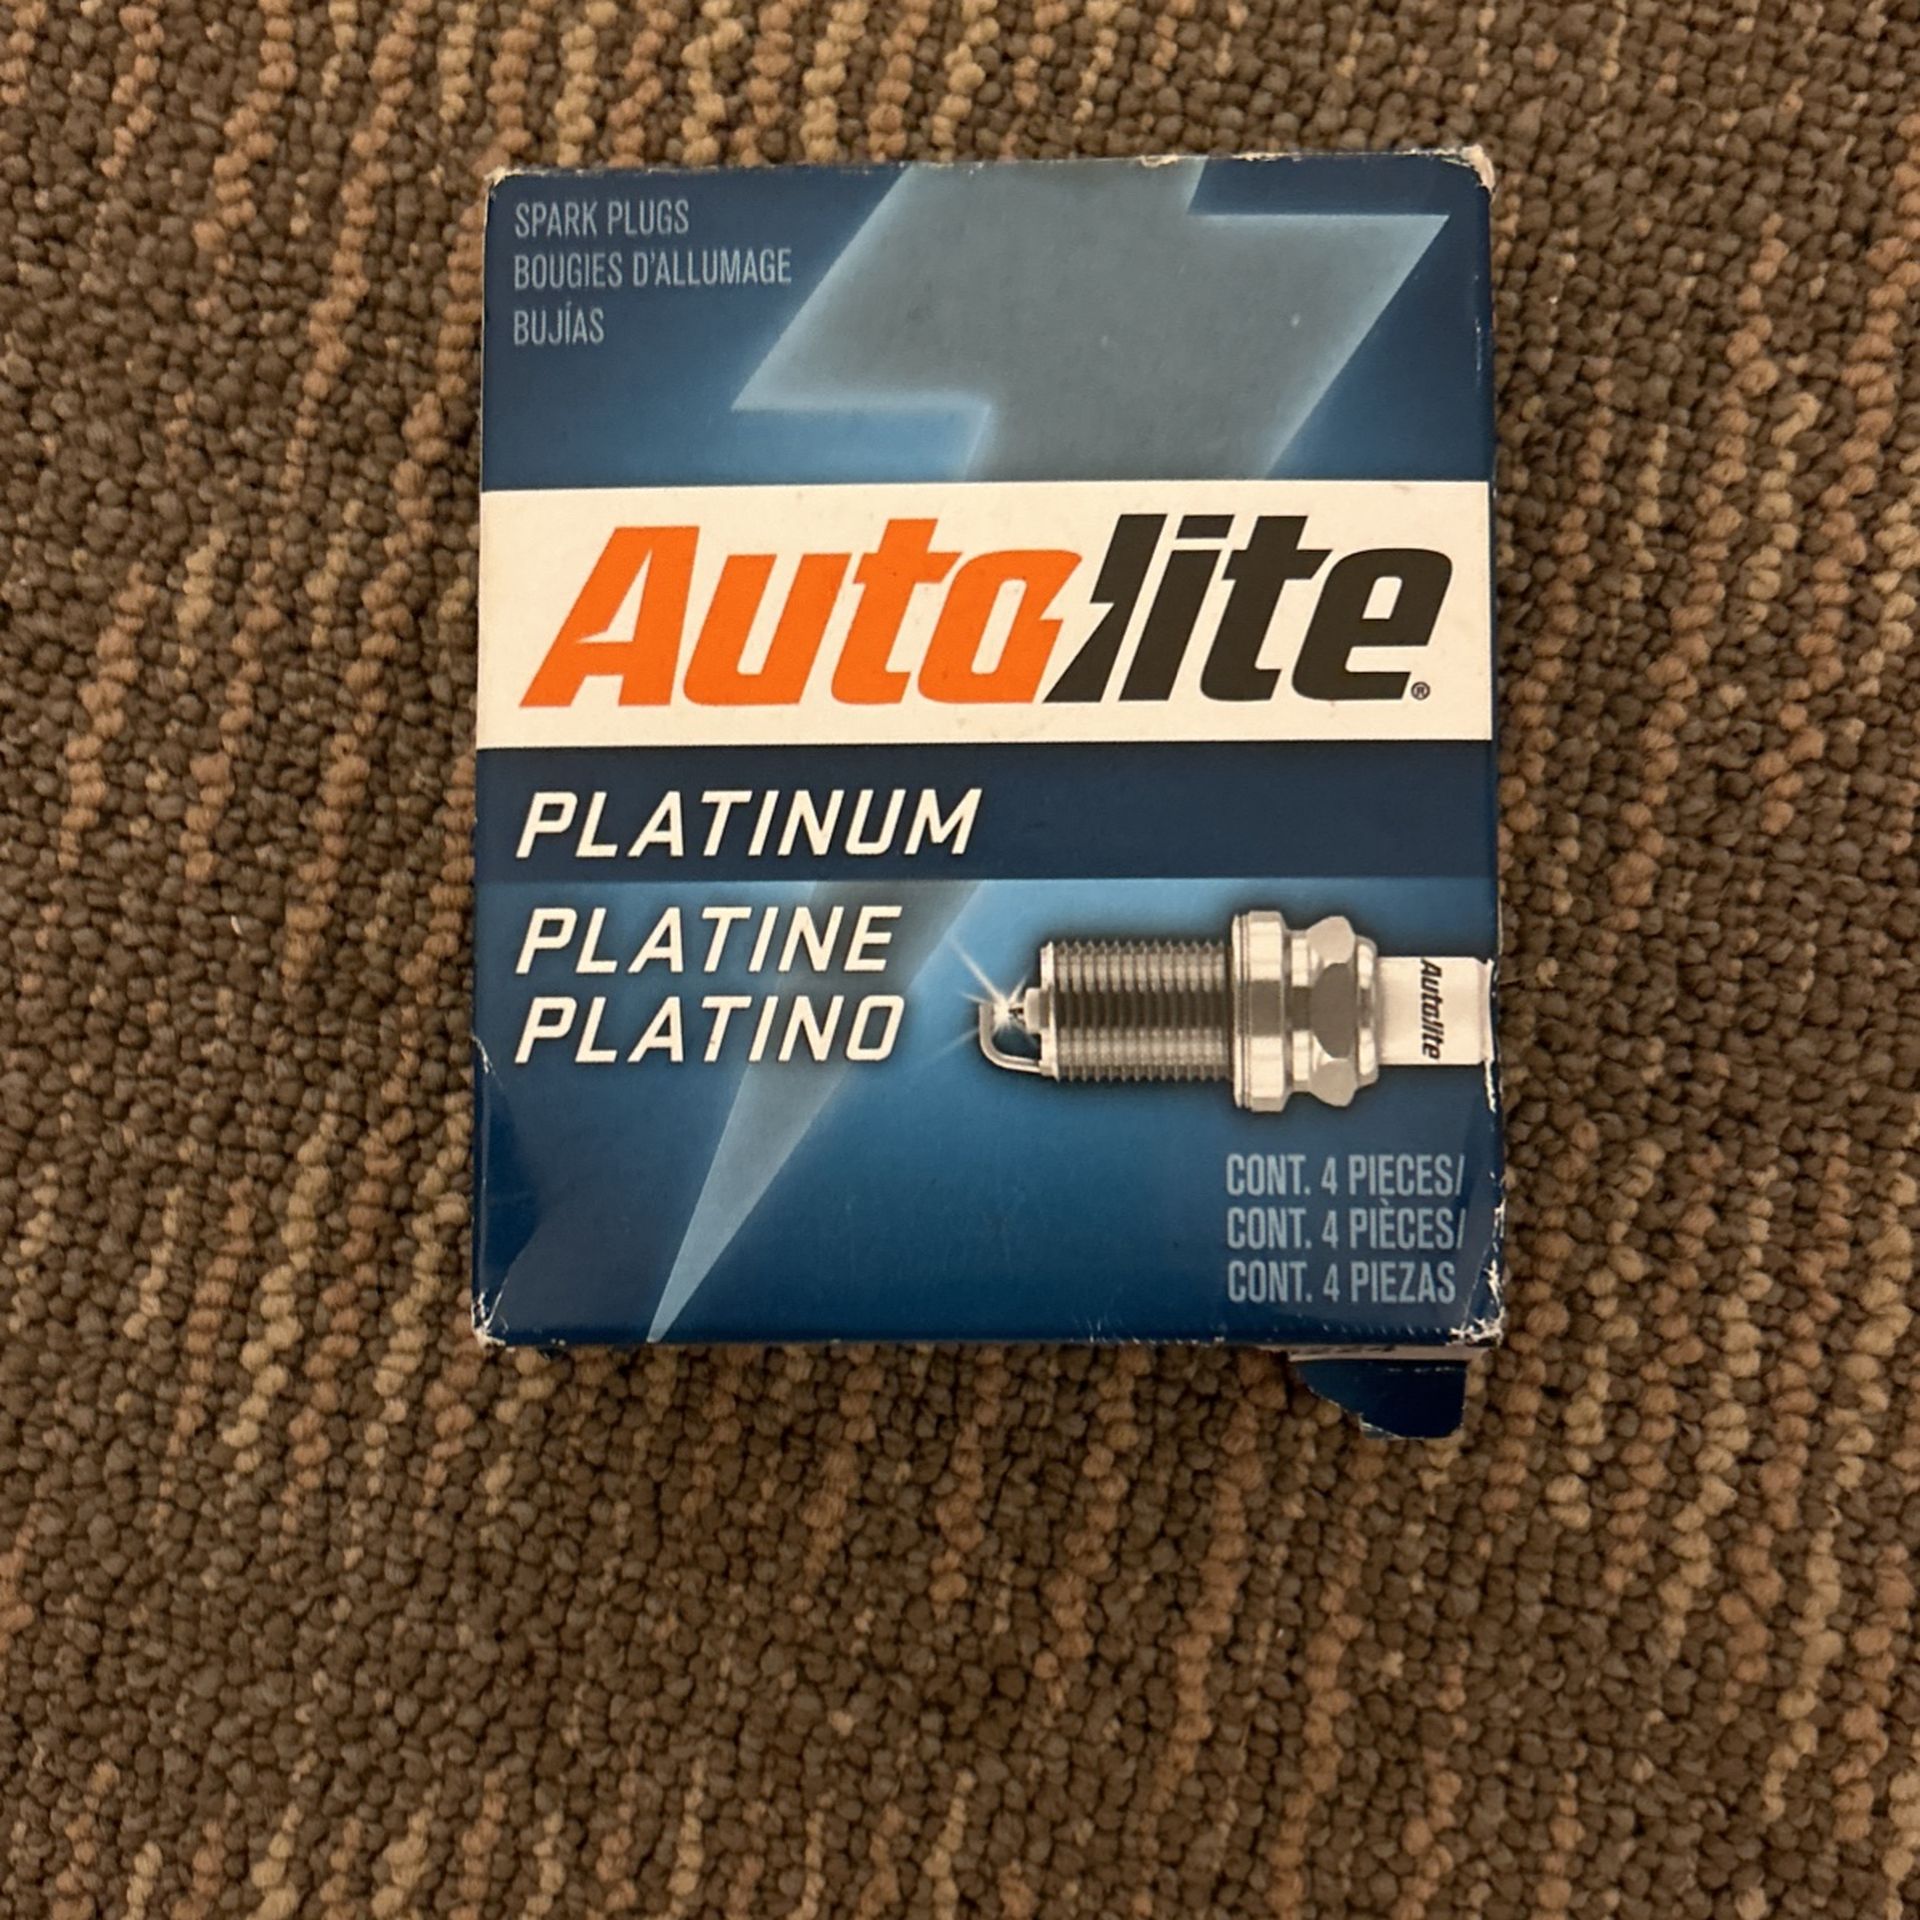 SPARK PLUGS
BOUGIES D'ALLUMAGE
BUJÍAS
Autolite®
PLATINUM
PLATINE
PLATINO
Autolite
CONT. 4 PIECES/
CONT. 4 PIÈCES/
CONT. 4 PIEZAS